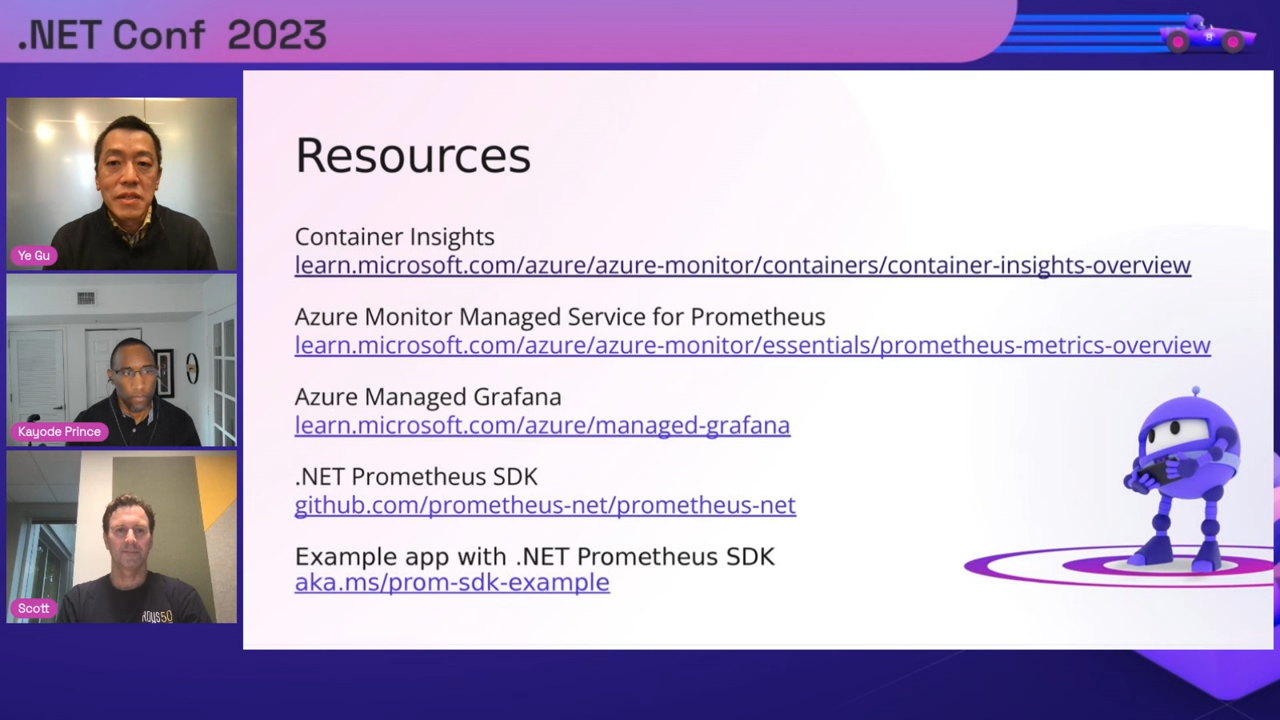 .NET Conf 2023
Ye Gu
Kayode Prince
Scott
Resources
Container Insights
learn.microsoft.com/azure/azure-monitor/containers/container-insights-overview
Azure Monitor Managed Service for Prometheus
learn.microsoft.com/azure/azure-monitor/essentials/prometheus-metrics-overview
Azure Managed Grafana
learn.microsoft.com/azure/managed-grafana
.NET Prometheus SDK
github.com/prometheus-net/prometheus-net
Example app with .NET Prometheus SDK
aka.ms/prom-sdk-example